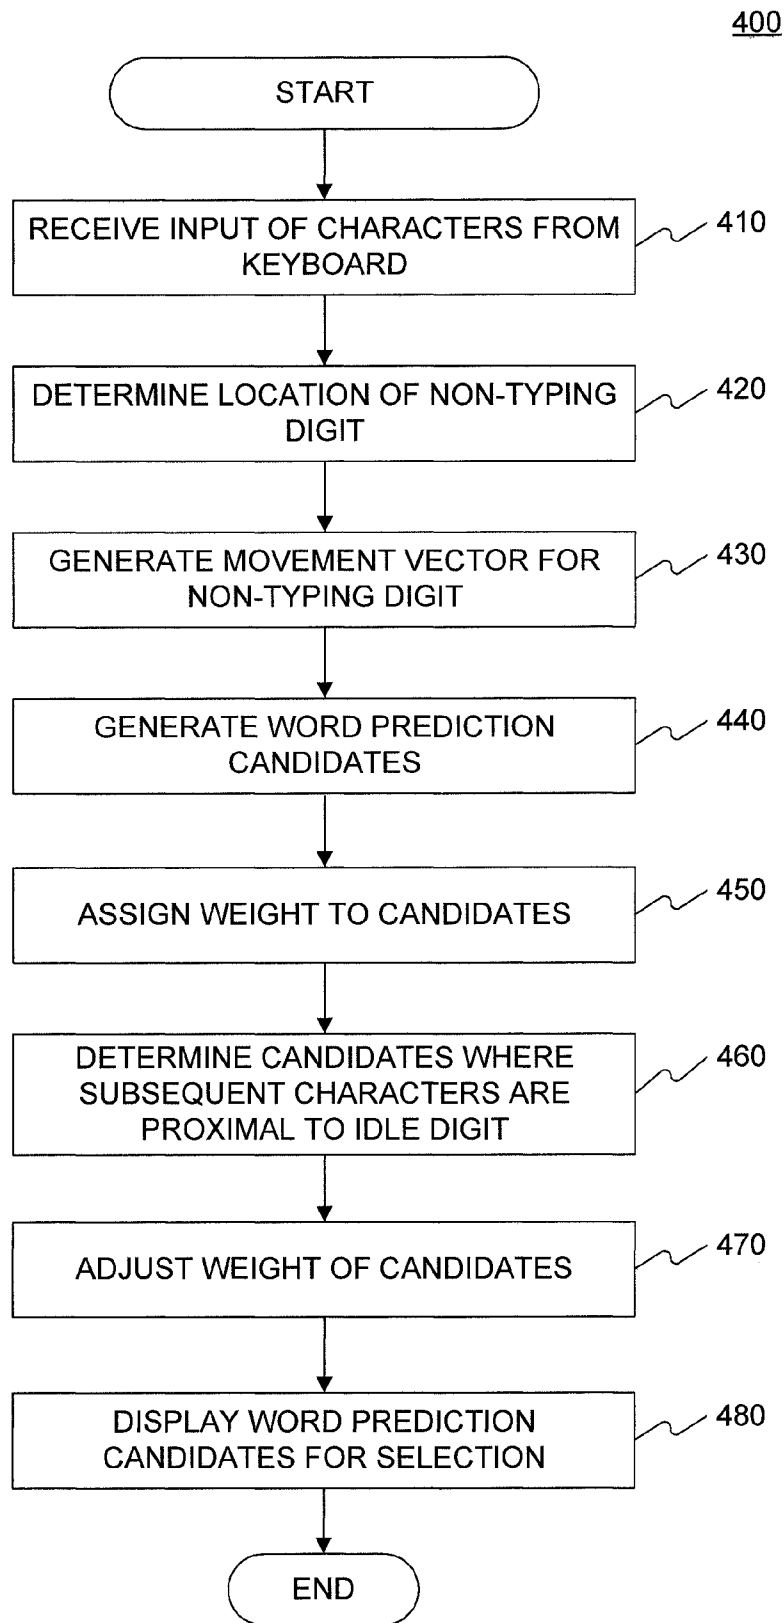 400
START
RECEIVE INPUT OF CHARACTERS FROM
KEYBOARD
410
DETERMINE LOCATION OF NON-TYPING
DIGIT
420
GENERATE MOVEMENT VECTOR FOR
NON-TYPING DIGIT
430
GENERATE WORD PREDICTION
CANDIDATES
440
ASSIGN WEIGHT TO CANDIDATES
450
DETERMINE CANDIDATES WHERE
SUBSEQUENT CHARACTERS ARE
PROXIMAL TO IDLE DIGIT
460
ADJUST WEIGHT OF CANDIDATES
470
DISPLAY WORD PREDICTION
CANDIDATES FOR SELECTION
480
END